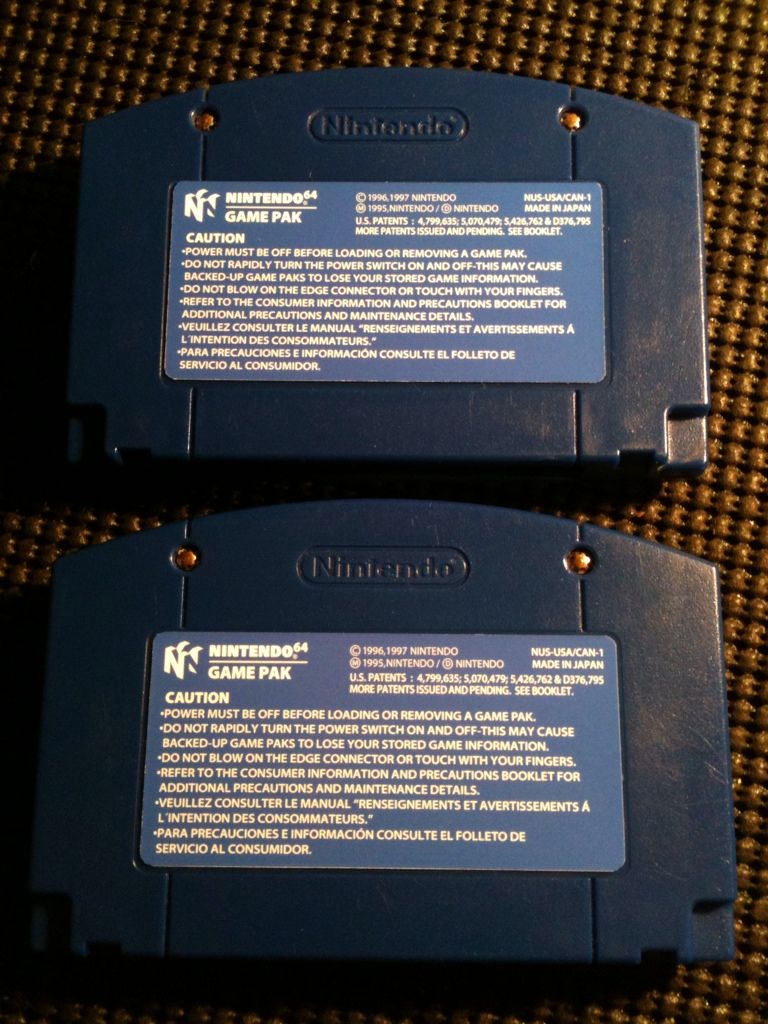 Nintendo®
NINTENDO64®
GAME PAK
© 1996,1997 NINTENDO
Ⓜ 1995,NINTENDO / Ⓓ NINTENDO
NUS-USA/CAN-1
MADE IN JAPAN
U.S. PATENTS : 4,799,635; 5,070,479; 5,426,762 & D376,795
MORE PATENTS ISSUED AND PENDING. SEE BOOKLET.
CAUTION
•POWER MUST BE OFF BEFORE LOADING OR REMOVING A GAME PAK.
•DO NOT RAPIDLY TURN THE POWER SWITCH ON AND OFF-THIS MAY CAUSE
BACKED-UP GAME PAKS TO LOSE YOUR STORED GAME INFORMATION.
•DO NOT BLOW ON THE EDGE CONNECTOR OR TOUCH WITH YOUR FINGERS.
•REFER TO THE CONSUMER INFORMATION AND PRECAUTIONS BOOKLET FOR
ADDITIONAL PRECAUTIONS AND MAINTENANCE DETAILS.
•VEUILLEZ CONSULTER LE MANUAL "RENSEIGNEMENTS ET AVERTISSEMENTS Á
L´INTENTION DES CONSOMMATEURS."
•PARA PRECAUCIONES E INFORMACIÓN CONSULTE EL FOLLETO DE
SERVICIO AL CONSUMIDOR.
Nintendo®
NINTENDO64®
GAME PAK
© 1996,1997 NINTENDO
Ⓜ 1995,NINTENDO / Ⓓ NINTENDO
NUS-USA/CAN-1
MADE IN JAPAN
U.S. PATENTS : 4,799,635; 5,070,479; 5,426,762 & D376,795
MORE PATENTS ISSUED AND PENDING. SEE BOOKLET.
CAUTION
•POWER MUST BE OFF BEFORE LOADING OR REMOVING A GAME PAK.
•DO NOT RAPIDLY TURN THE POWER SWITCH ON AND OFF-THIS MAY CAUSE
BACKED-UP GAME PAKS TO LOSE YOUR STORED GAME INFORMATION.
•DO NOT BLOW ON THE EDGE CONNECTOR OR TOUCH WITH YOUR FINGERS.
•REFER TO THE CONSUMER INFORMATION AND PRECAUTIONS BOOKLET FOR
ADDITIONAL PRECAUTIONS AND MAINTENANCE DETAILS.
•VEUILLEZ CONSULTER LE MANUAL "RENSEIGNEMENTS ET AVERTISSEMENTS Á
L´INTENTION DES CONSOMMATEURS."
•PARA PRECAUCIONES E INFORMACIÓN CONSULTE EL FOLLETO DE
SERVICIO AL CONSUMIDOR.